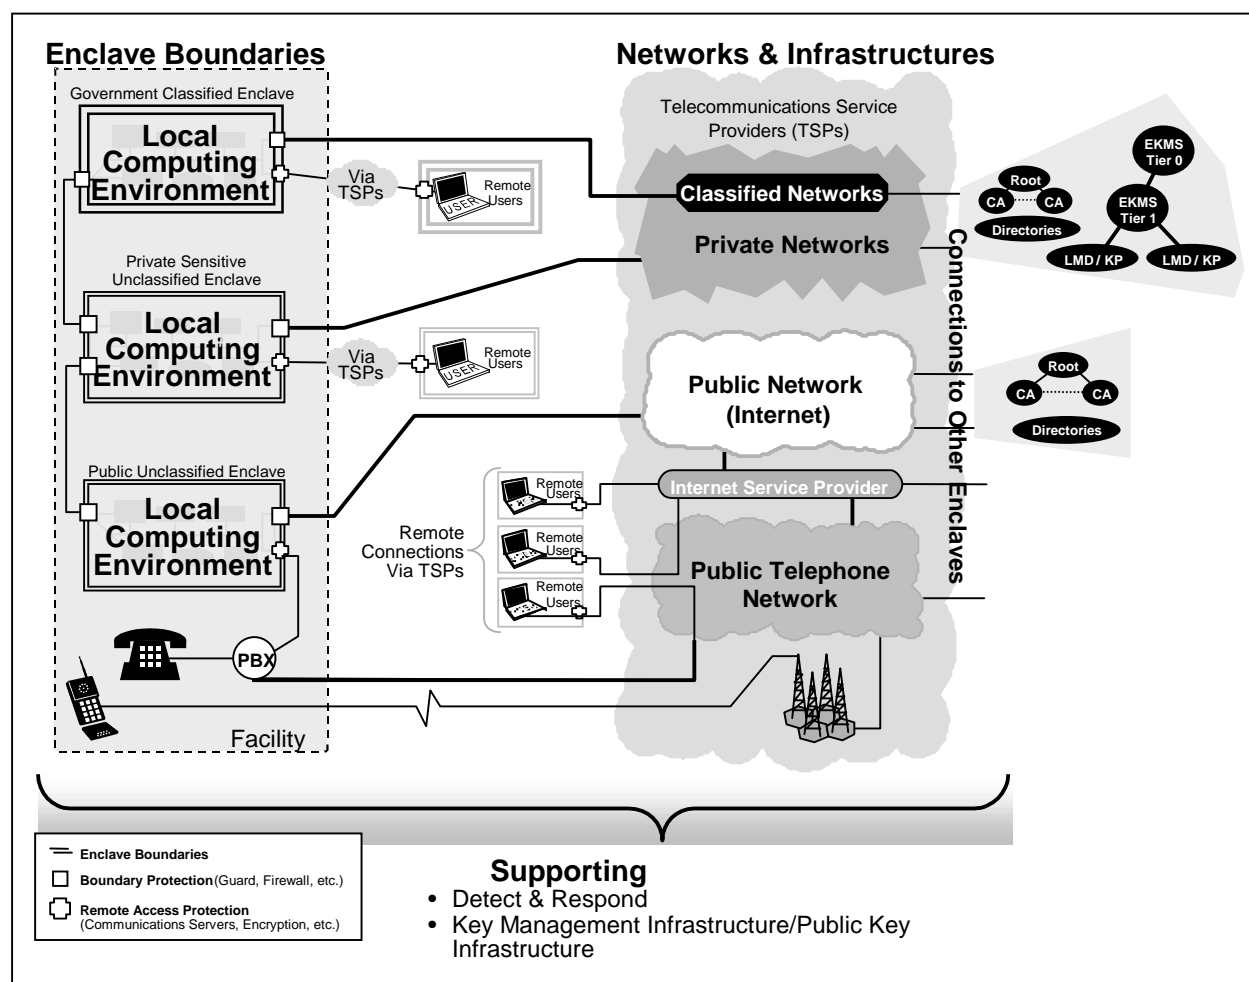 Enclave Boundaries
Networks & Infrastructures
Government Classified Enclave
Local
Computing
Environment
Via
TSPs
USER
Remote
Users
Private Sensitive
Unclassified Enclave
Local
Computing
Environment
Via
TSPs
USER
Remote
Users
Public Unclassified Enclave
Local
Computing
Environment
PBX
Facility
Remote
Connections
Via TSPs
Remote
Users
Remote
Users
Remote
Users
Telecommunications Service
Providers (TSPs)
Classified Networks
Private Networks
Public Network
(Internet)
Internet Service Provider
Public Telephone
Network
Connections to Other Enclaves
Root
CA
CA
Directories
EKMS
Tier 0
EKMS
Tier 1
LMD / KP
LMD / KP
Root
CA
CA
Directories
Enclave Boundaries
Boundary Protection (Guard, Firewall, etc.)
Remote Access Protection
(Communications Servers, Encryption, etc.)
Supporting
• Detect & Respond
• Key Management Infrastructure/Public Key
Infrastructure